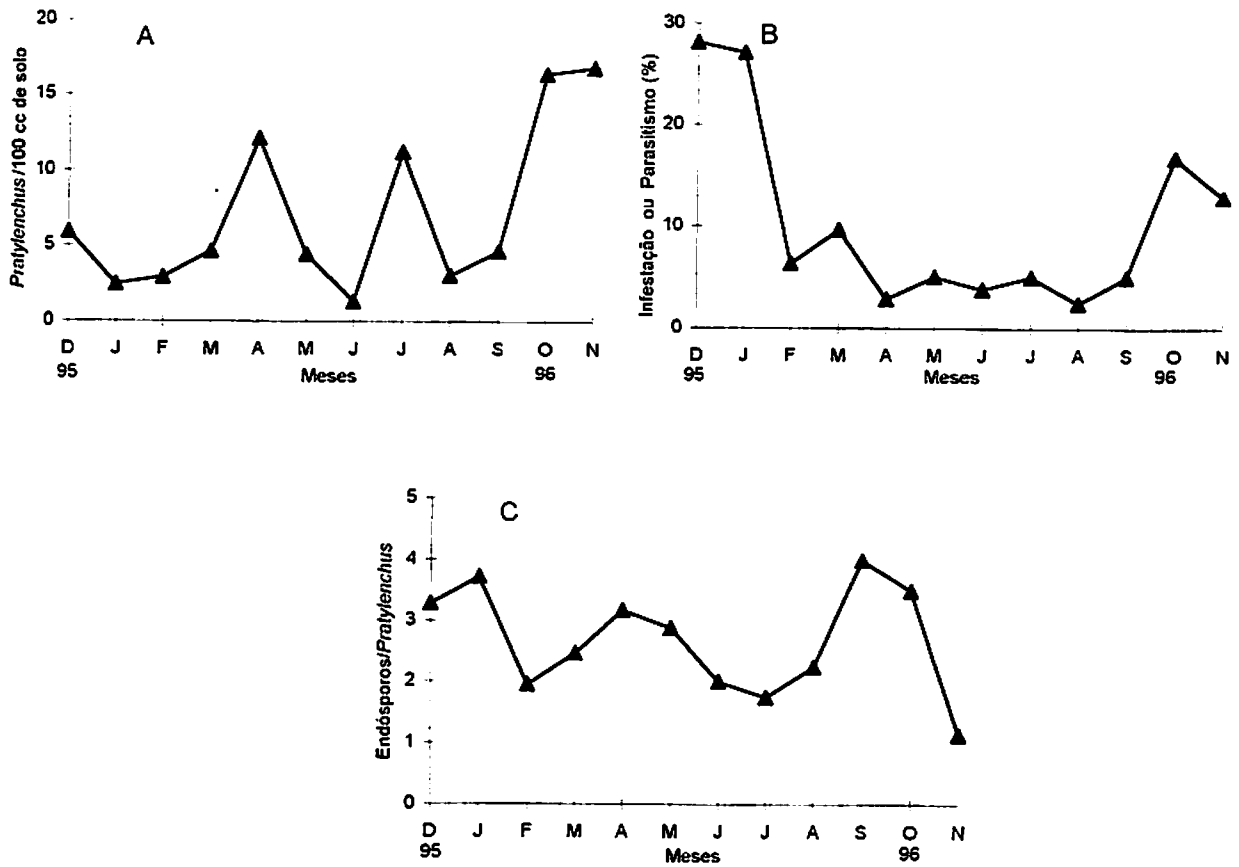 A
Pratylenchus/100 cc de solo
20
15
10
5
0
D J F M A M J J A S O N
95 96
Meses
B
Infestação ou Parasitismo (%)
30
20
10
0
D J F M A M J J A S O N
95 96
Meses
C
Endósporos/Pratylenchus
5
4
3
2
1
0
D J F M A M J J A S O N
95 96
Meses